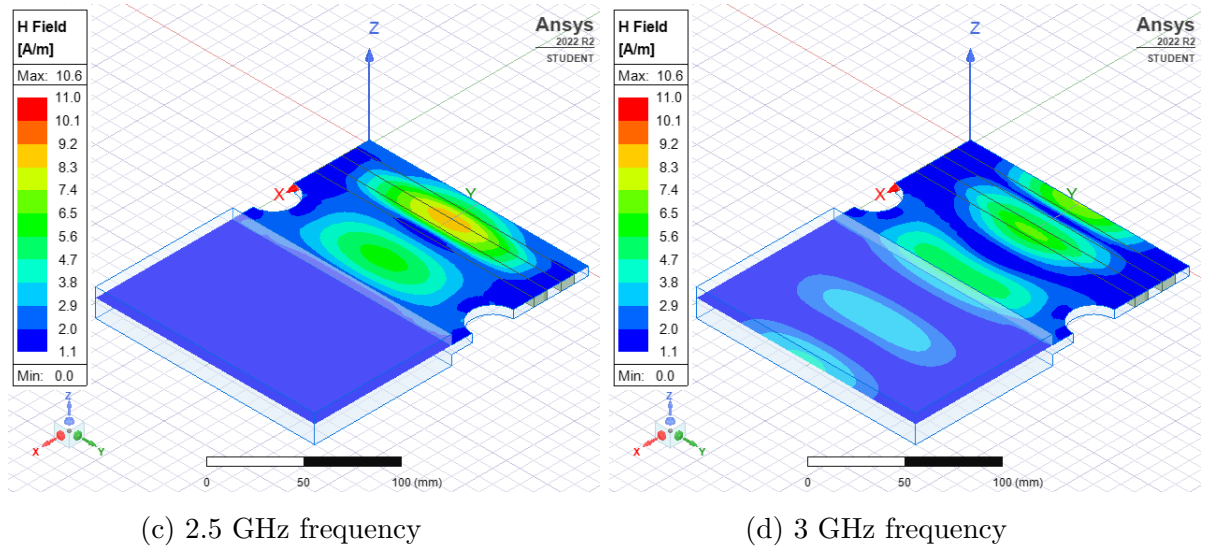 H Field
[A/m]
Max: 10.6
11.0
10.1
9.2
8.3
7.4
6.5
5.6
4.7
3.8
2.9
2.0
1.1
Min: 0.0
Z
X
Y
Ansys
2022 R2
STUDENT
Z
X
Y
0
50
100 (mm)
(c) 2.5 GHz frequency
H Field
[A/m]
Max: 10.6
11.0
10.1
9.2
8.3
7.4
6.5
5.6
4.7
3.8
2.9
2.0
1.1
Min: 0.0
Z
X
Y
Ansys
2022 R2
STUDENT
Z
X
Y
0
50
100 (mm)
(d) 3 GHz frequency